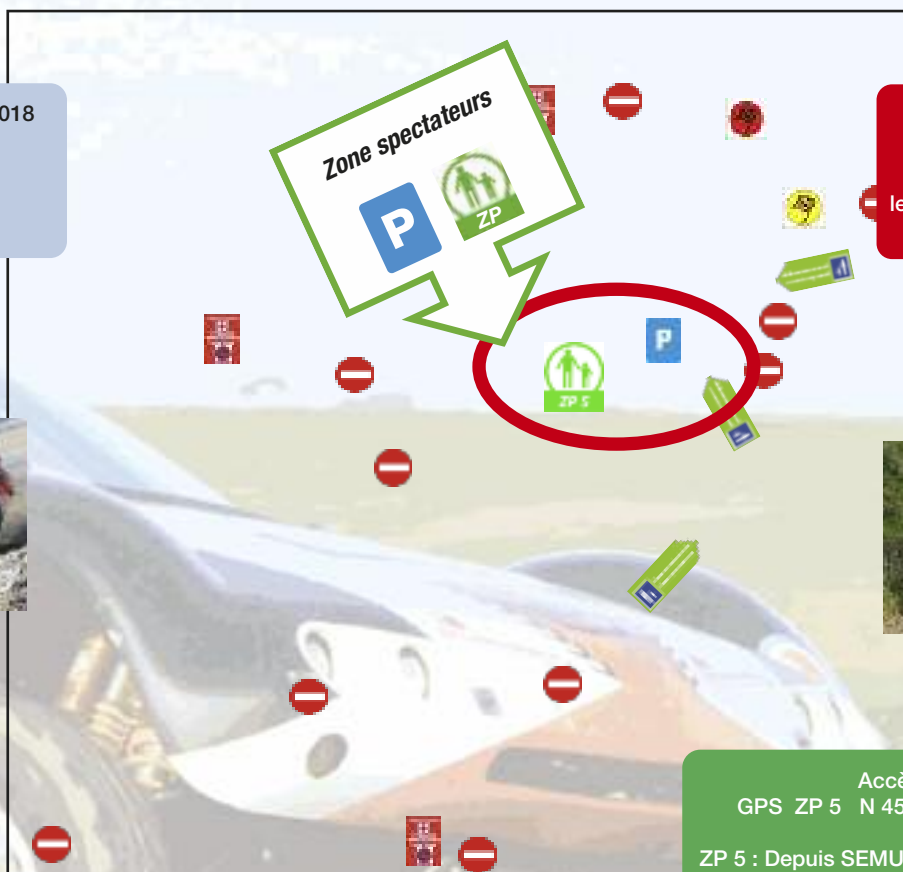 018
Zone spectateurs
P
ZP
le
P
ZP 5
Accè
GPS ZP 5 N 45
ZP 5 : Depuis SEMU